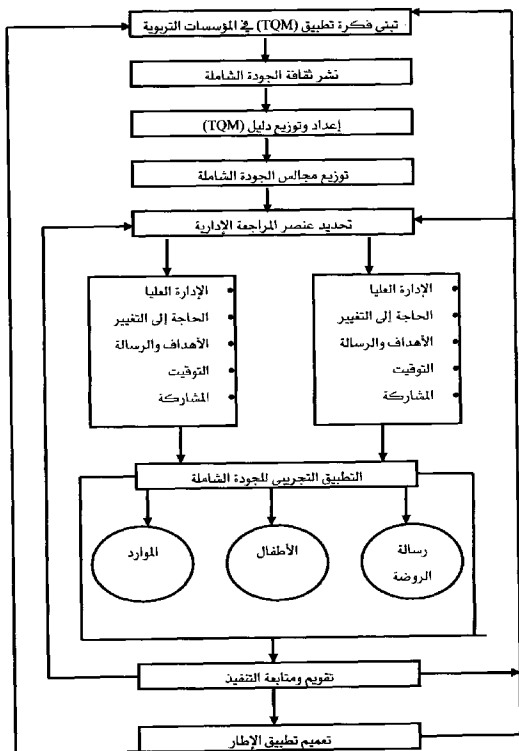 تبني فكرة تطبيق (TQM) في المؤسسات التربوية
نشر ثقافة الجودة الشاملة
إعداد وتوزيع دليل (TQM)
توزيع مجالس الجودة الشاملة
تحديد عنصر المراجعة الإدارية
• الإدارة العليا
• الحاجة إلى التغيير
• الأهداف والرسالة
• التوقيت
• المشاركة
• الإدارة العليا
• الحاجة إلى التغيير
• الأهداف والرسالة
• التوقيت
• المشاركة
التطبيق التجريبي للجودة الشاملة
رسالة
الروضة
الأطفال
الموارد
تقويم ومتابعة التنفيذ
تعميم تطبيق الإطار